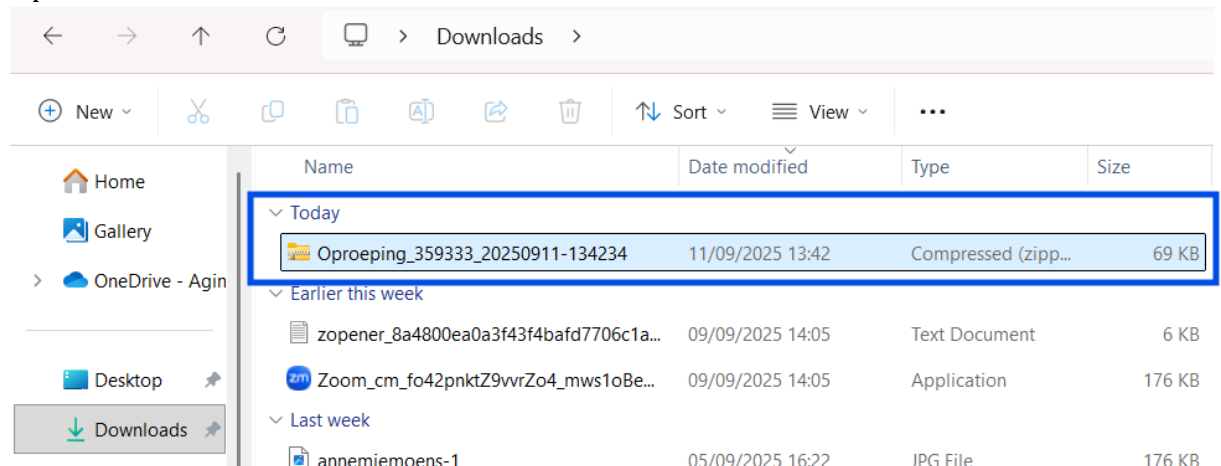 Downloads
New
Sort
View
Name
Date modified
Type
Size
Home
Gallery
OneDrive - Agin
Desktop
Downloads
Today
Oproeping_359333_20250911-134234 11/09/2025 13:42 Compressed (zipp... 69 KB
Earlier this week
zopener_8a4800ea0a3f43f4bafd7706c1a... 09/09/2025 14:05 Text Document 6 KB
zm Zoom_cm_fo42pnktZ9vvrZo4_mws1oBe... 09/09/2025 14:05 Application 176 KB
Last week
annemiemoens-1 05/09/2025 16:22 JPG File 176 KB